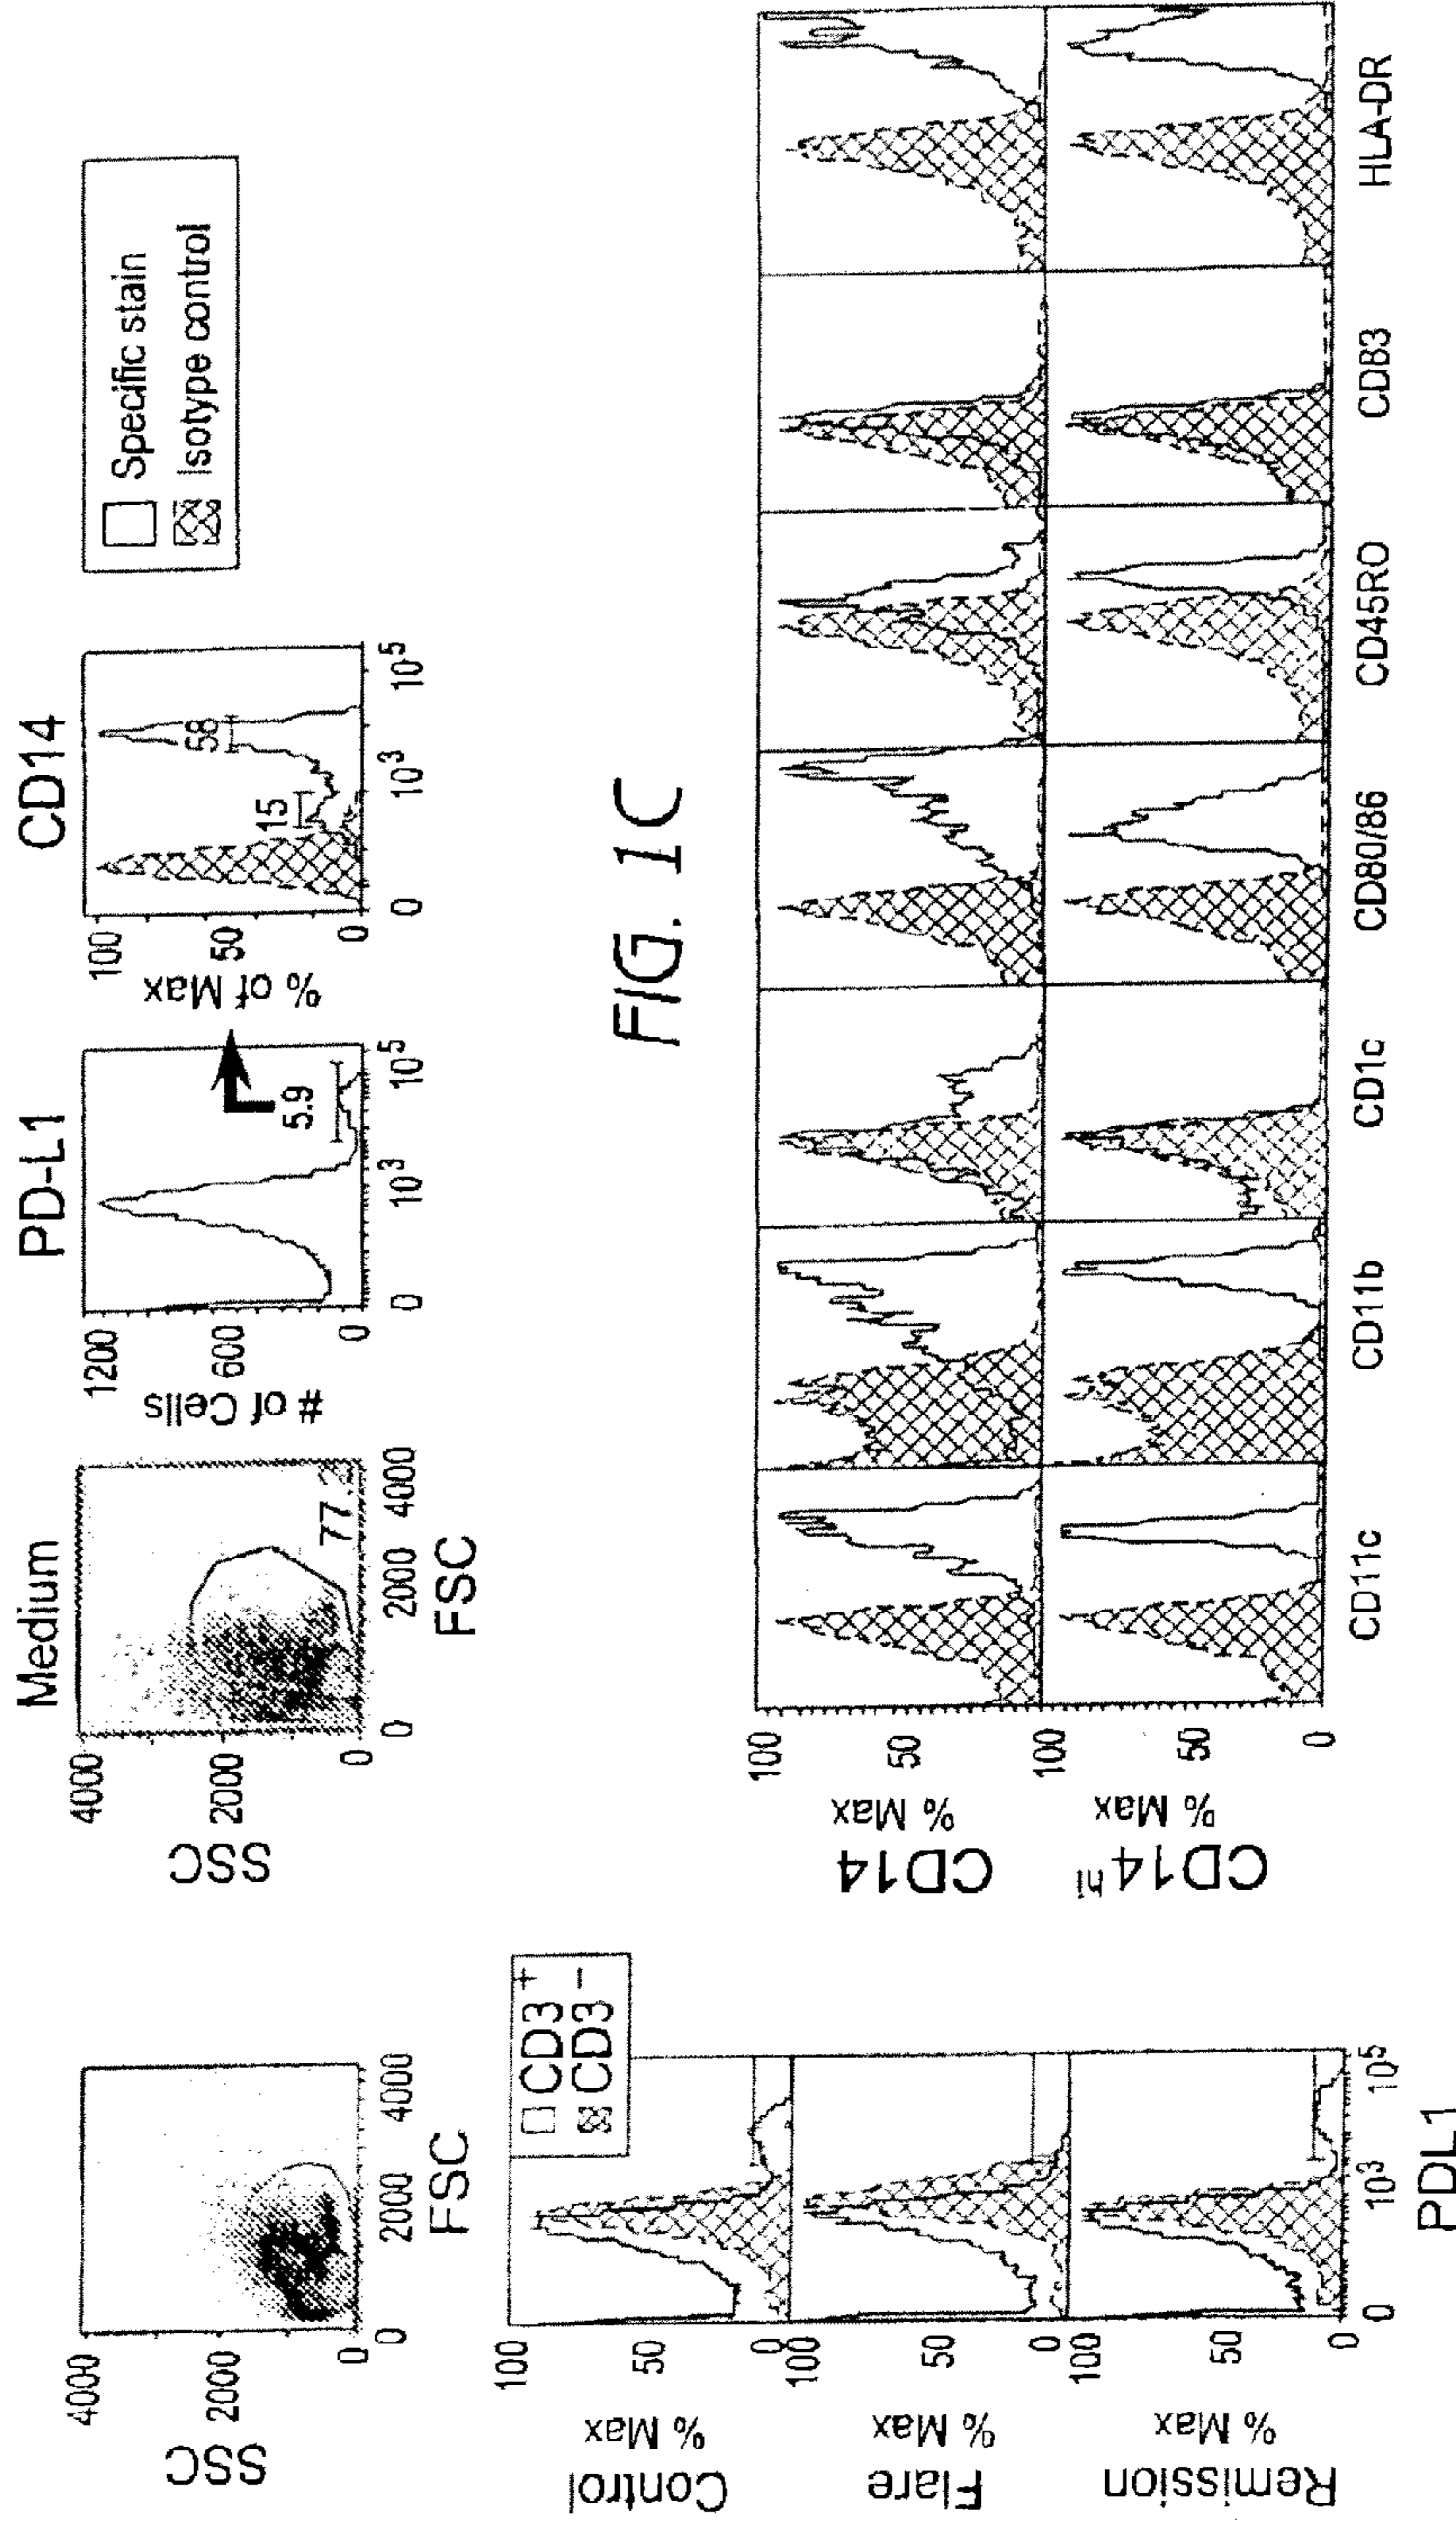 SSC
4000
2000
0
0
2000
4000
FSC
Control
% Max
100
50
0
CD3 +
CD3 −
Flare
% Max
100
50
0
Remission
% Max
100
50
0
0
10³
10⁵
PDL1
Medium
SSC
4000
2000
0
77.
0
2000
4000
FSC
PD-L1
# of Cells
1200
600
0
5.9
0
10³
10⁵
CD14
% of Max
100
50
0
15
58
0
10³
10⁵
Specific stain
Isotype control
FIG. 1C
CD14
% Max
100
50
CD14ʰⁱ
% Max
100
50
0
CD11c
CD11b
CD1c
CD80/86
CD45RO
CD83
HLA-DR